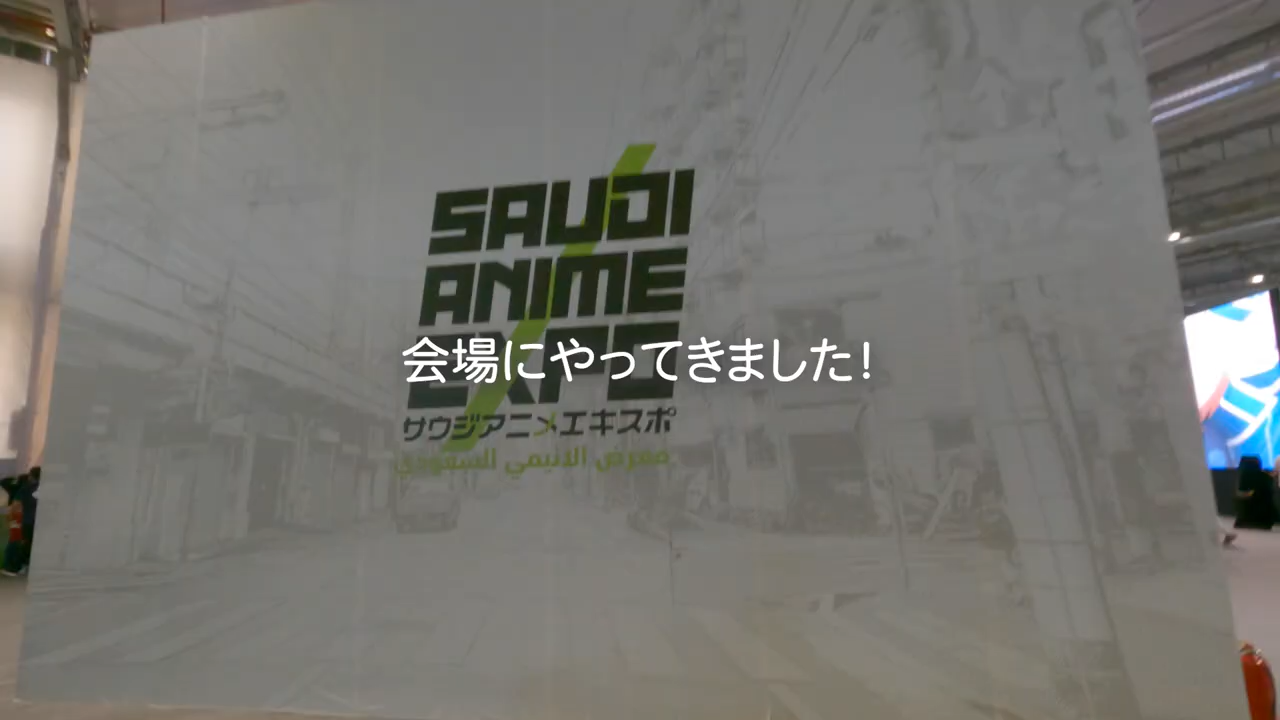 SAUDI
ANIME
EXPO
会場にやってきました!
サウジアニメエキスポ
معرض الانيمي السعودي